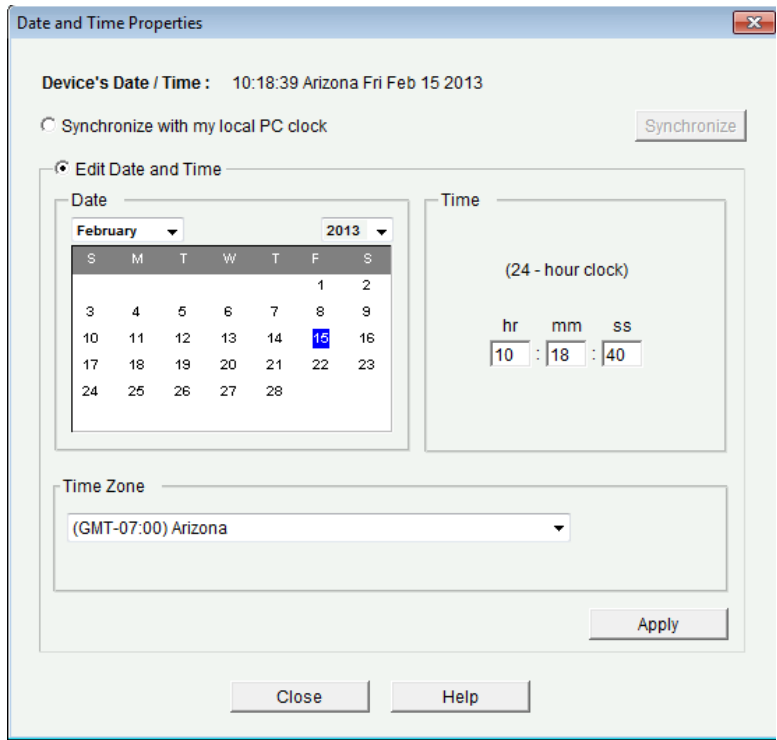 Date and Time Properties
Device's Date / Time : 10:18:39 Arizona Fri Feb 15 2013
Synchronize with my local PC clock
Synchronize
Edit Date and Time
Date
February 2013
S M T W T F S
1 2
3 4 5 6 7 8 9
10 11 12 13 14 15 16
17 18 19 20 21 22 23
24 25 26 27 28
Time
(24 - hour clock)
hr mm ss
10 : 18 : 40
Time Zone
(GMT-07:00) Arizona
Apply
Close Help